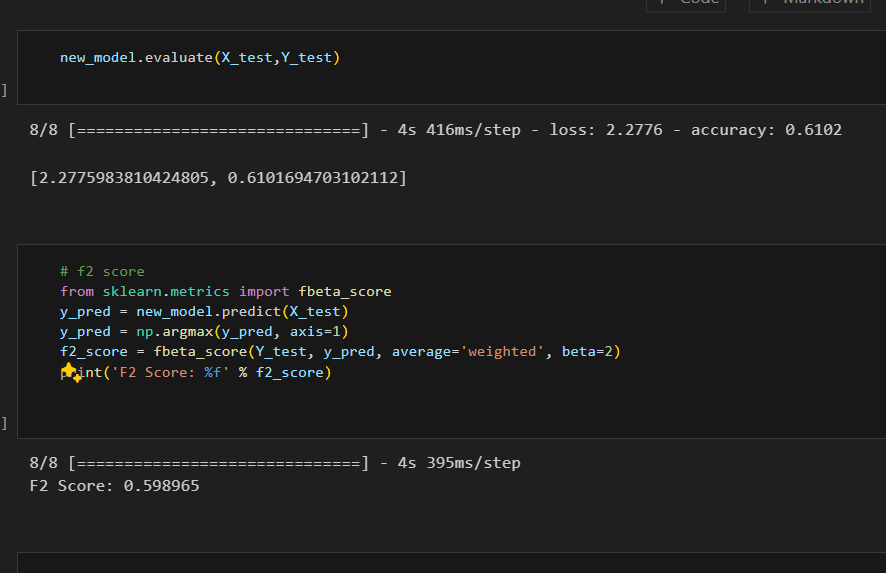 Code Markdown
new_model.evaluate(X_test,Y_test)
]
8/8 [==============================] - 4s 416ms/step - loss: 2.2776 - accuracy: 0.6102
[2.2775983810424805, 0.6101694703102112]
# f2 score
from sklearn.metrics import fbeta_score
y_pred = new_model.predict(X_test)
y_pred = np.argmax(y_pred, axis=1)
f2_score = fbeta_score(Y_test, y_pred, average='weighted', beta=2)
print('F2 Score: %f' % f2_score)
]
8/8 [==============================] - 4s 395ms/step
F2 Score: 0.598965